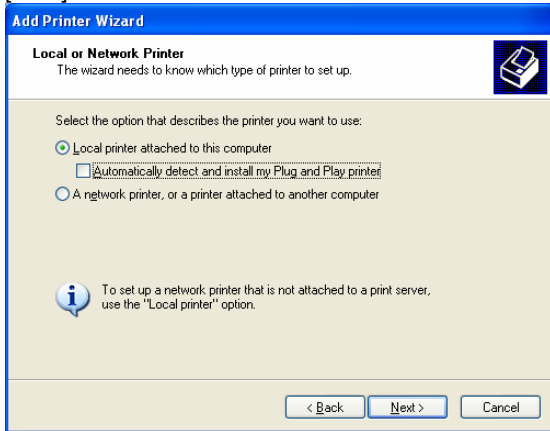 Add Printer Wizard
Local or Network Printer
The wizard needs to know which type of printer to set up.
Select the option that describes the printer you want to use:
Local printer attached to this computer
Automatically detect and install my Plug and Play printer
A network printer, or a printer attached to another computer
To set up a network printer that is not attached to a print server,
use the "Local printer" option.
< Back Next > Cancel